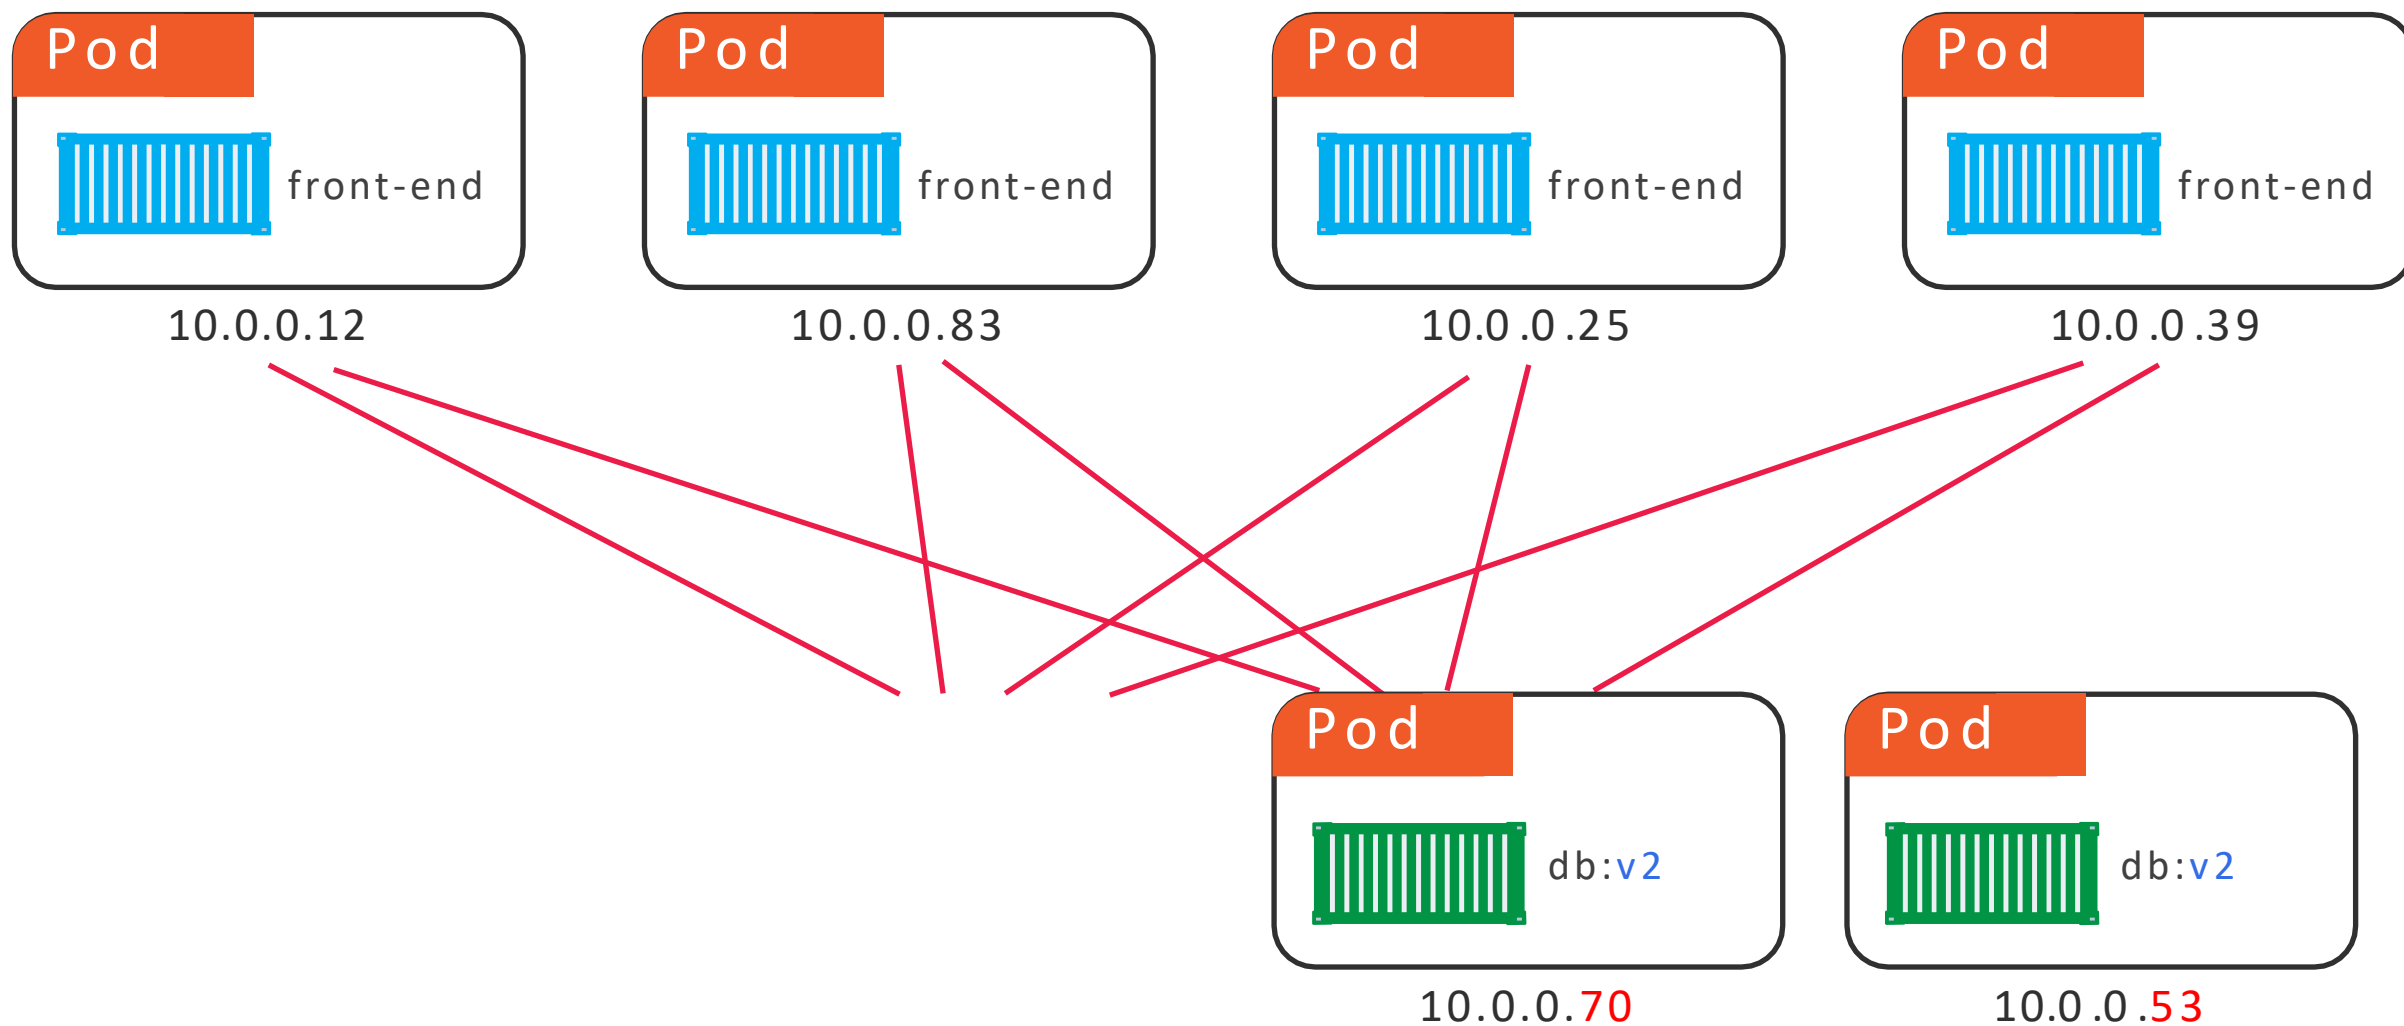 Pod Pod Pod Pod
front-end front-end front-end front-end
10.0.0.12 10.0.0.83 10.0.0.25 10.0.0.39
Pod Pod
db:v2 db:v2
10.0.0.70 10.0.0.53